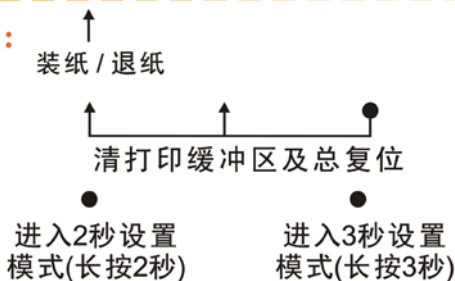 :
装纸 / 退纸
清打印缓冲区及总复位
进入2秒设置
模式(长按2秒)
进入3秒设置
模式(长按3秒)